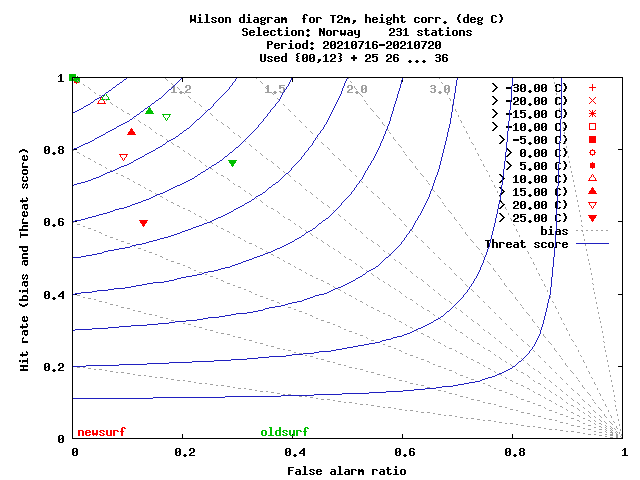 Wilson diagram  for T2m, height corr. (deg C)
Selection: Norway    231 stations
Period: 20210716-20210720
Used {00,12} + 25 26 ... 36
1
0.8
0.6
0.4
0.2
0
Hit rate (bias and Threat score)
1.2
1.5
2.0
3.0
> -30.00 C)
> -20.00 C)
> -15.00 C)
> -10.00 C)
> -5.00 C)
> 0.00 C)
> 5.00 C)
> 10.00 C)
> 15.00 C)
> 20.00 C)
> 25.00 C)
bias
Threat score
newsurf
oldsurf
0
0.2
0.4
0.6
0.8
1
False alarm ratio